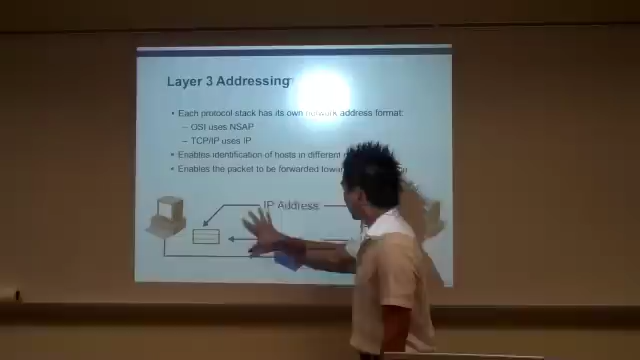 Layer 3 Addressing
• Each protocol stack has its own network address format:
– OSI uses NSAP
– TCP/IP uses IP
• Enables identification of hosts in different
• Enables the packet to be forwarded
IP Address